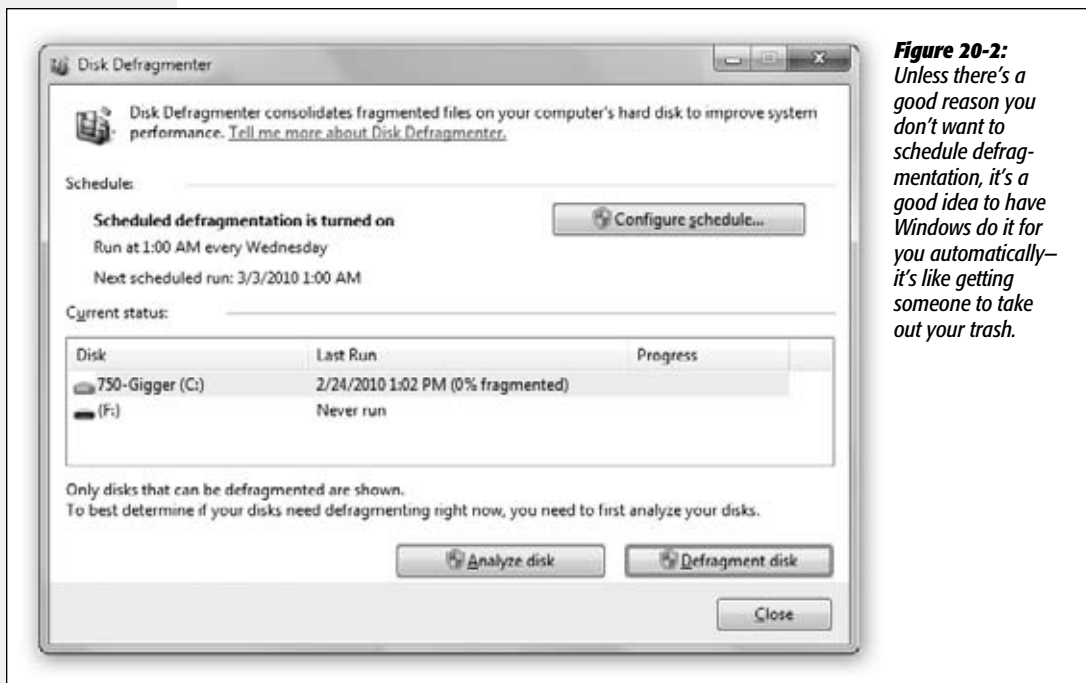 Disk Defragmenter
Disk Defragmenter consolidates fragmented files on your computer's hard disk to improve system
performance. Tell me more about Disk Defragmenter.
Schedule:
Scheduled defragmentation is turned on
Configure schedule...
Run at 1:00 AM every Wednesday
Next scheduled run: 3/3/2010 1:00 AM
Current status:
Disk Last Run Progress
750-Gigger (C:) 2/24/2010 1:02 PM (0% fragmented)
(F:) Never run
Only disks that can be defragmented are shown.
To best determine if your disks need defragmenting right now, you need to first analyze your disks.
Analyze disk Defragment disk
Close
Figure 20-2:
Unless there's a
good reason you
don't want to
schedule defrag-
mentation, it's a
good idea to have
Windows do it for
you automatically—
it's like getting
someone to take
out your trash.